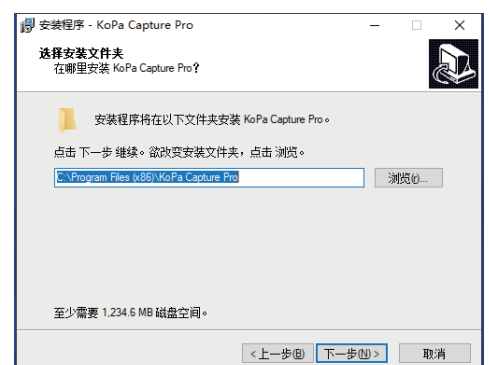 安装程序 - KoPa Capture Pro
选择安装文件夹
在哪里安装 KoPa Capture Pro?
安装程序将在以下文件夹安装 KoPa Capture Pro。
点击 下一步 继续。欲改变安装文件夹，点击 浏览。
C:\Program Files (x86)\KoPa Capture Pro
浏览(r)...
至少需要 1,234.6 MB 磁盘空间。
< 上一步(B) 下一步(N) > 取消